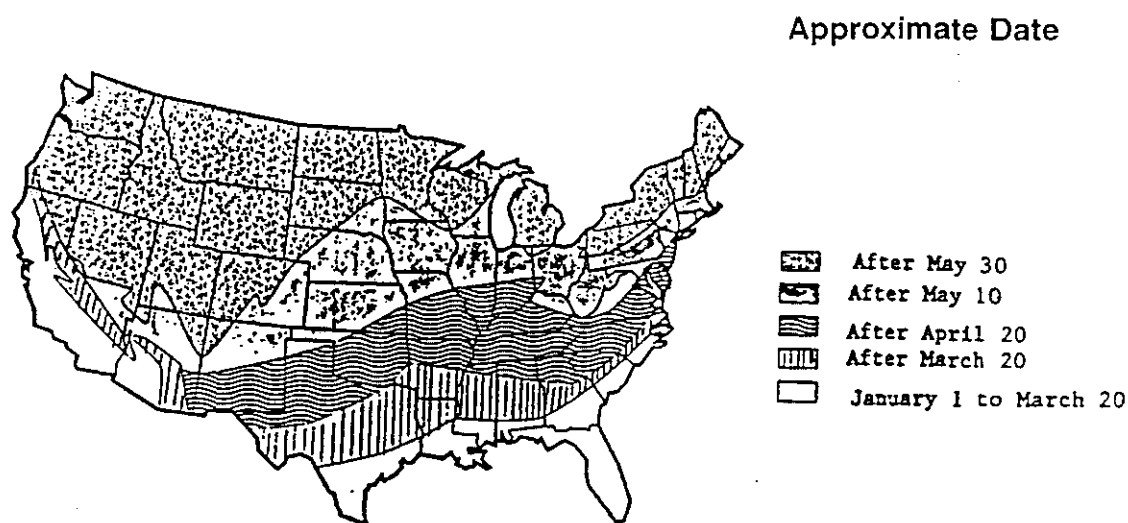 Approximate Date
After May 30
After May 10
After April 20
After March 20
January 1 to March 20